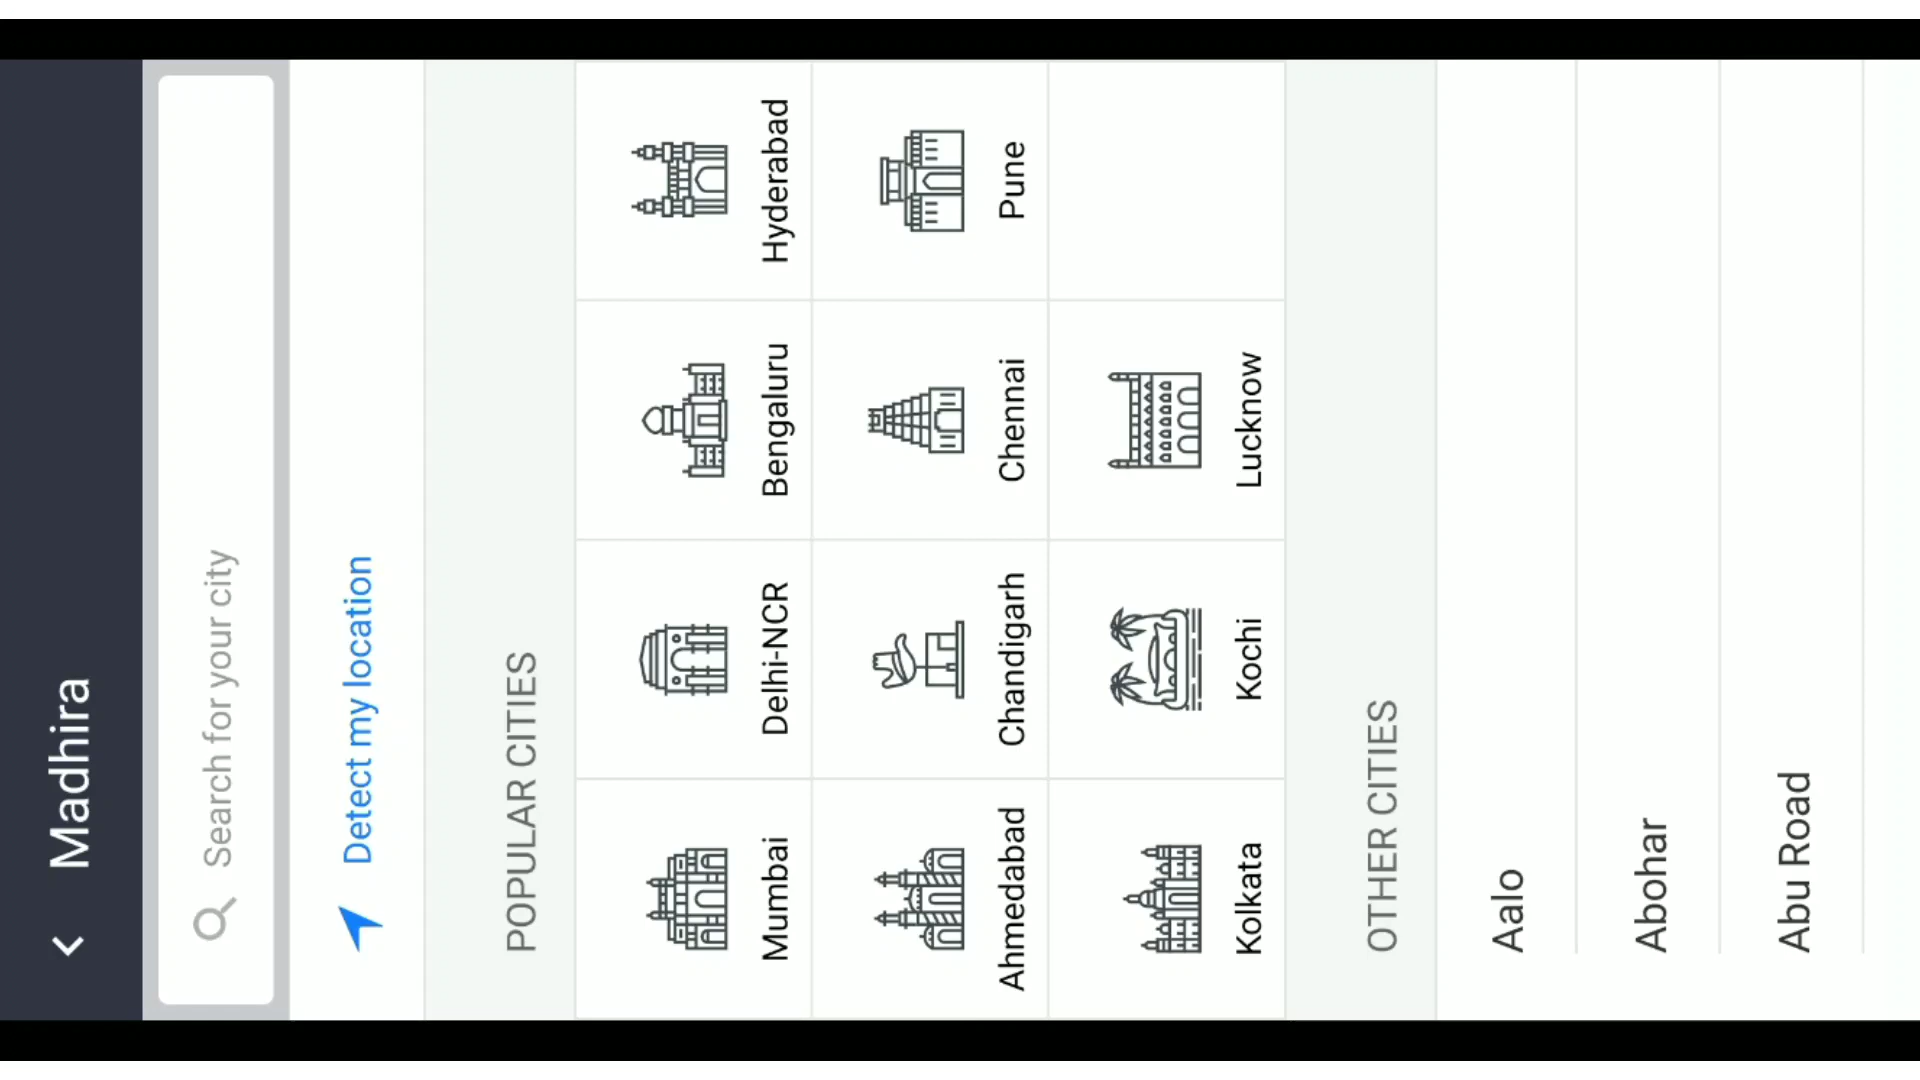 Madhira
Search for your city
Detect my location
POPULAR CITIES
Mumbai
Delhi-NCR
Bengaluru
Hyderabad
Ahmedabad
Chandigarh
Chennai
Pune
Kolkata
Kochi
Lucknow
OTHER CITIES
Aalo
Abohar
Abu Road